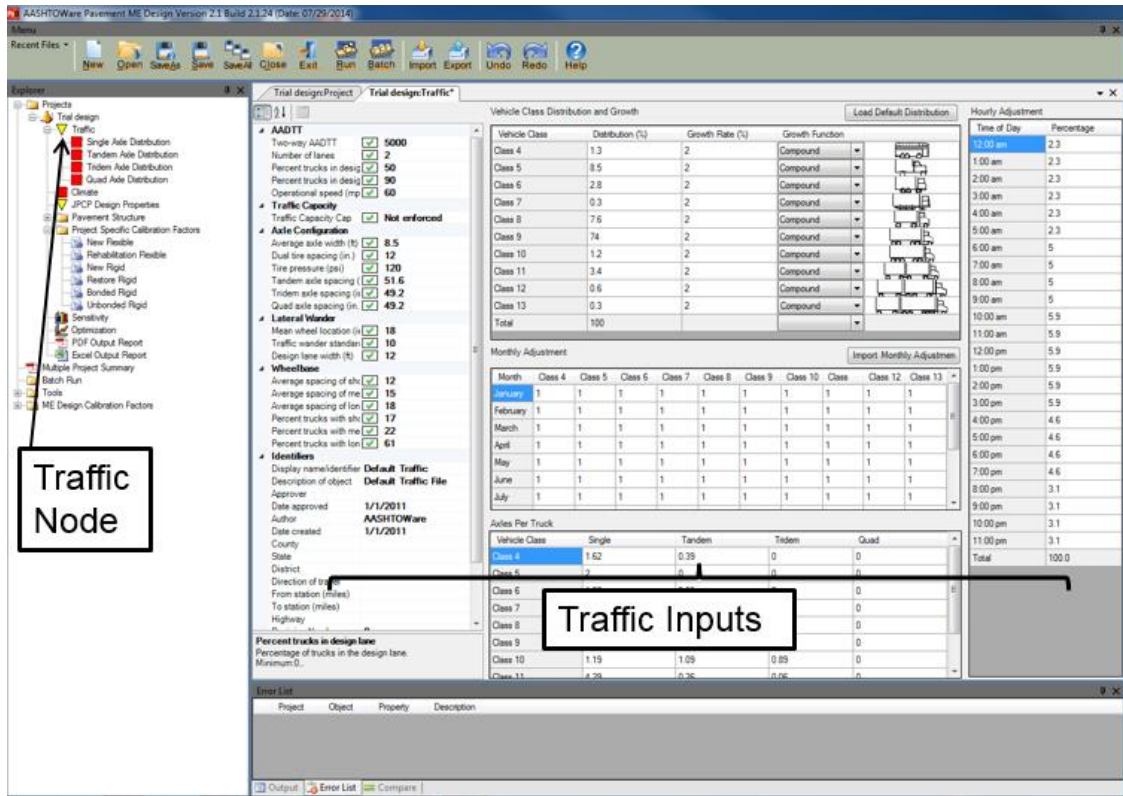 AASHTOWare Pavement ME Design Version 2.1 Build 2.1.24 (Date: 07/29/2014)
Menu
Recent Files
New Open SaveAs Save SaveAll Close Exit Run Batch Import Export Undo Redo Help
Explorer
Projects
Trial design
Traffic
Single Axle Distribution
Tandem Axle Distribution
Tridem Axle Distribution
Quad Axle Distribution
Climate
JPCP Design Properties
Pavement Structure
Project Specific Calibration Factors
New Flexible
Rehabilitation Flexible
New Rigid
Restore Rigid
Bonded Rigid
Unbonded Rigid
Sensitivity
Optimization
PDF Output Report
Excel Output Report
Multiple Project Summary
Batch Run
Tools
ME Design Calibration Factors
Traffic
Node
Trial design:Project Trial design:Traffic*
AADTT
Two-way AADTT 5000
Number of lanes 2
Percent trucks in desig 50
Percent trucks in desig 90
Operational speed (mp 60
Traffic Capacity
Traffic Capacity Cap Not enforced
Axle Configuration
Average axle width (ft) 8.5
Dual tire spacing (in.) 12
Tire pressure (psi) 120
Tandem axle spacing ( 51.6
Tridem axle spacing (i 49.2
Quad axle spacing (in. 49.2
Lateral Wander
Mean wheel location (i 18
Traffic wander standar 10
Design lane width (ft) 12
Wheelbase
Average spacing of sho 12
Average spacing of me 15
Average spacing of lon 18
Percent trucks with sho 17
Percent trucks with me 22
Percent trucks with lon 61
Identifiers
Display name/identifier Default Traffic
Description of object Default Traffic File
Approver
Date approved 1/1/2011
Author AASHTOWare
Date created 1/1/2011
County
State
District
Direction of travel
From station (miles)
To station (miles)
Highway
Percent trucks in design lane
Percentage of trucks in the design lane.
Minimum:0..
Vehicle Class Distribution and Growth Load Default Distribution
Vehicle Class Distribution (%) Growth Rate (%) Growth Function
Class 4 1.3 2 Compound
Class 5 8.5 2 Compound
Class 6 2.8 2 Compound
Class 7 0.3 2 Compound
Class 8 7.6 2 Compound
Class 9 74 2 Compound
Class 10 1.2 2 Compound
Class 11 3.4 2 Compound
Class 12 0.6 2 Compound
Class 13 0.3 2 Compound
Total 100
Monthly Adjustment Import Monthly Adjustmen
Month Class 4 Class 5 Class 6 Class 7 Class 8 Class 9 Class 10 Class Class 12 Class 13
January 1 1 1 1 1 1 1 1 1 1
February 1 1 1 1 1 1 1 1 1 1
March 1 1 1 1 1 1 1 1 1 1
April 1 1 1 1 1 1 1 1 1 1
May 1 1 1 1 1 1 1 1 1 1
June 1 1 1 1 1 1 1 1 1 1
July 1 1 1 1 1 1 1 1 1 1
Axles Per Truck
Vehicle Class Single Tandem Tridem Quad
Class 4 1.62 0.39 0 0
Class 5 2 0 0 0
Class 6 0
Class 7 0
Class 8 0
Class 9 0
Class 10 1.19 1.09 0.89 0
Class 11 4.29 0.26 0.06 0
Traffic Inputs
Hourly Adjustment
Time of Day Percentage
12:00 am 2.3
1:00 am 2.3
2:00 am 2.3
3:00 am 2.3
4:00 am 2.3
5:00 am 2.3
6:00 am 5
7:00 am 5
8:00 am 5
9:00 am 5
10:00 am 5.9
11:00 am 5.9
12:00 pm 5.9
1:00 pm 5.9
2:00 pm 5.9
3:00 pm 5.9
4:00 pm 4.6
5:00 pm 4.6
6:00 pm 4.6
7:00 pm 4.6
8:00 pm 3.1
9:00 pm 3.1
10:00 pm 3.1
11:00 pm 3.1
Total 100.0
Error List
Project Object Property Description
Output Error List Compare